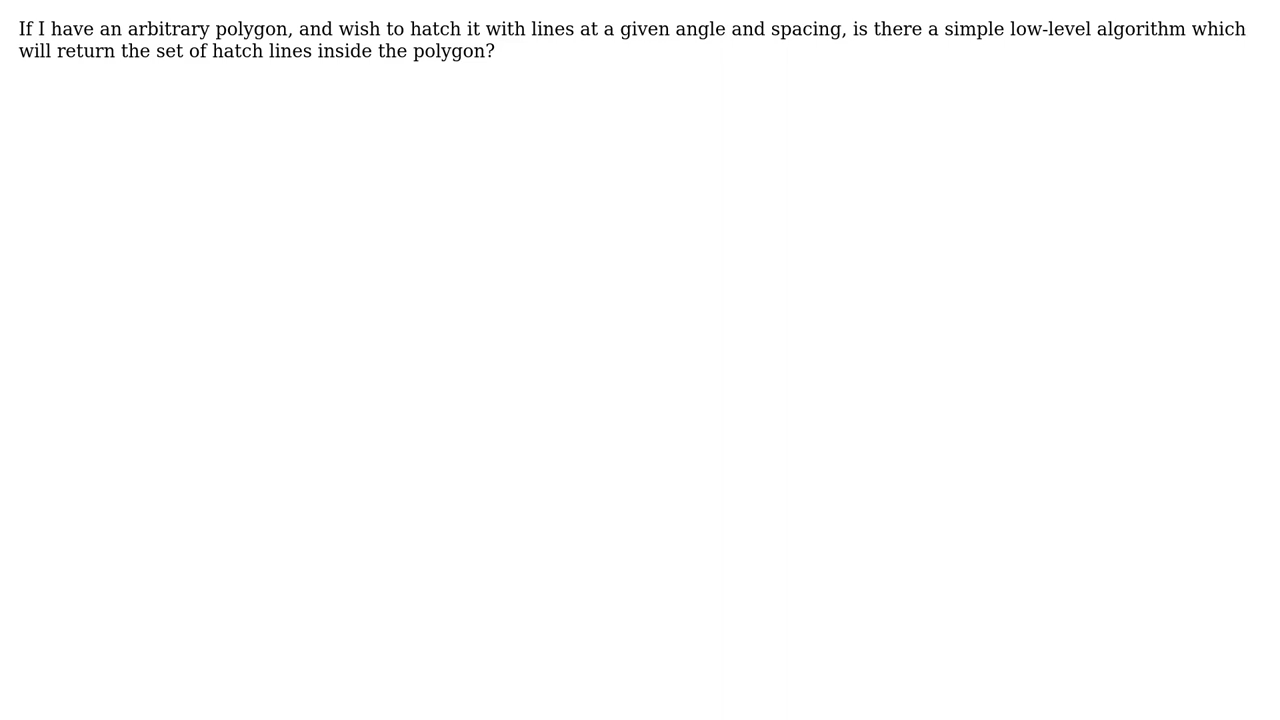 If I have an arbitrary polygon, and wish to hatch it with lines at a given angle and spacing, is there a simple low-level algorithm which
will return the set of hatch lines inside the polygon?